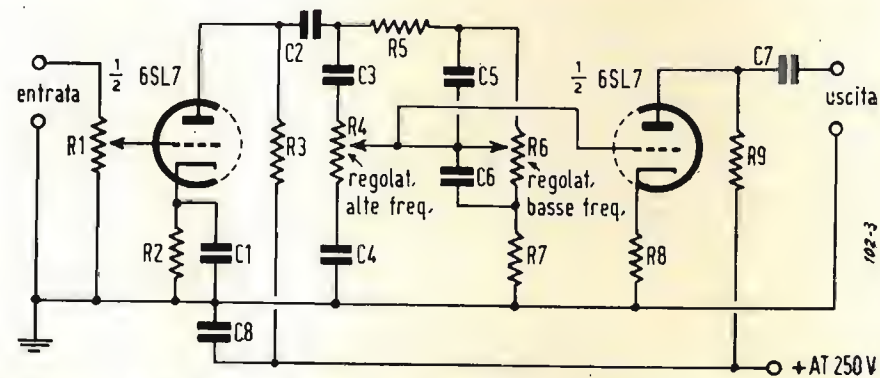 C2
R5
C7
1/2 6SL7
C3
C5
1/2 6SL7
entrata
uscita
R1
R3
R4
R6
R9
regolat.
alte freq.
C6
regolat.
basse freq.
R2
C1
C4
R7
R8
102-3
C8
+ AT 250 V